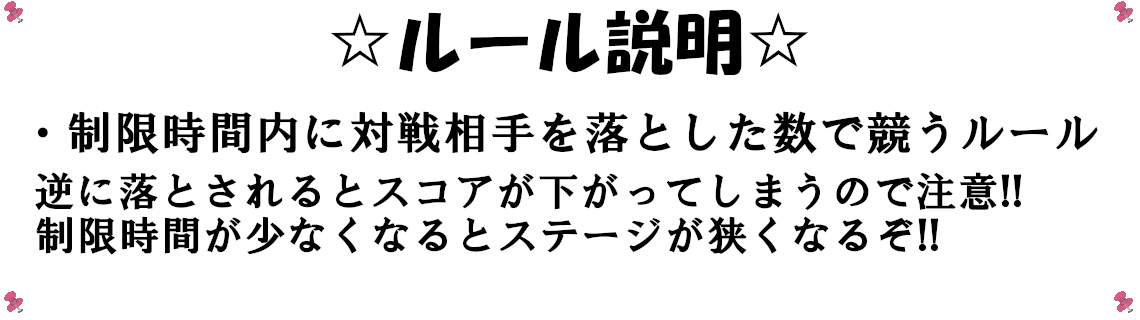 ☆ルール説明☆
・制限時間内に対戦相手を落とした数で競うルール
逆に落とされるとスコアが下がってしまうので注意!!
制限時間が少なくなるとステージが狭くなるぞ!!